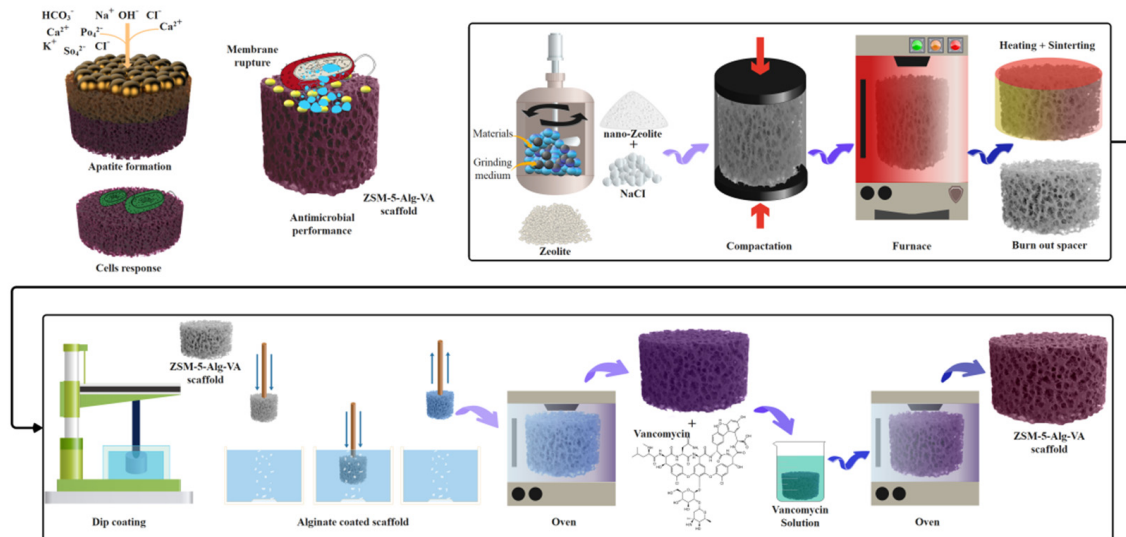 HCO₃⁻ Na⁺ OH⁻ Cl⁻
Ca²⁺ Po₄²⁻ Ca²⁺
K⁺ So₄²⁻ Cl⁻
Apatite formation
Cells response
Membrane
rupture
ZSM-5-Alg-VA
scaffold
Antimicrobial
performance
Materials
Grinding
medium
Zeolite
nano-Zeolite
+
NaCl
Compactation
Furnace
Heating + Sinterting
Burn out spacer
ZSM-5-Alg-VA
scaffold
Dip coating
Alginate coated scaffold
Oven
+
Vancomycin
Vancomycin
Solution
Oven
ZSM-5-Alg-VA
scaffold